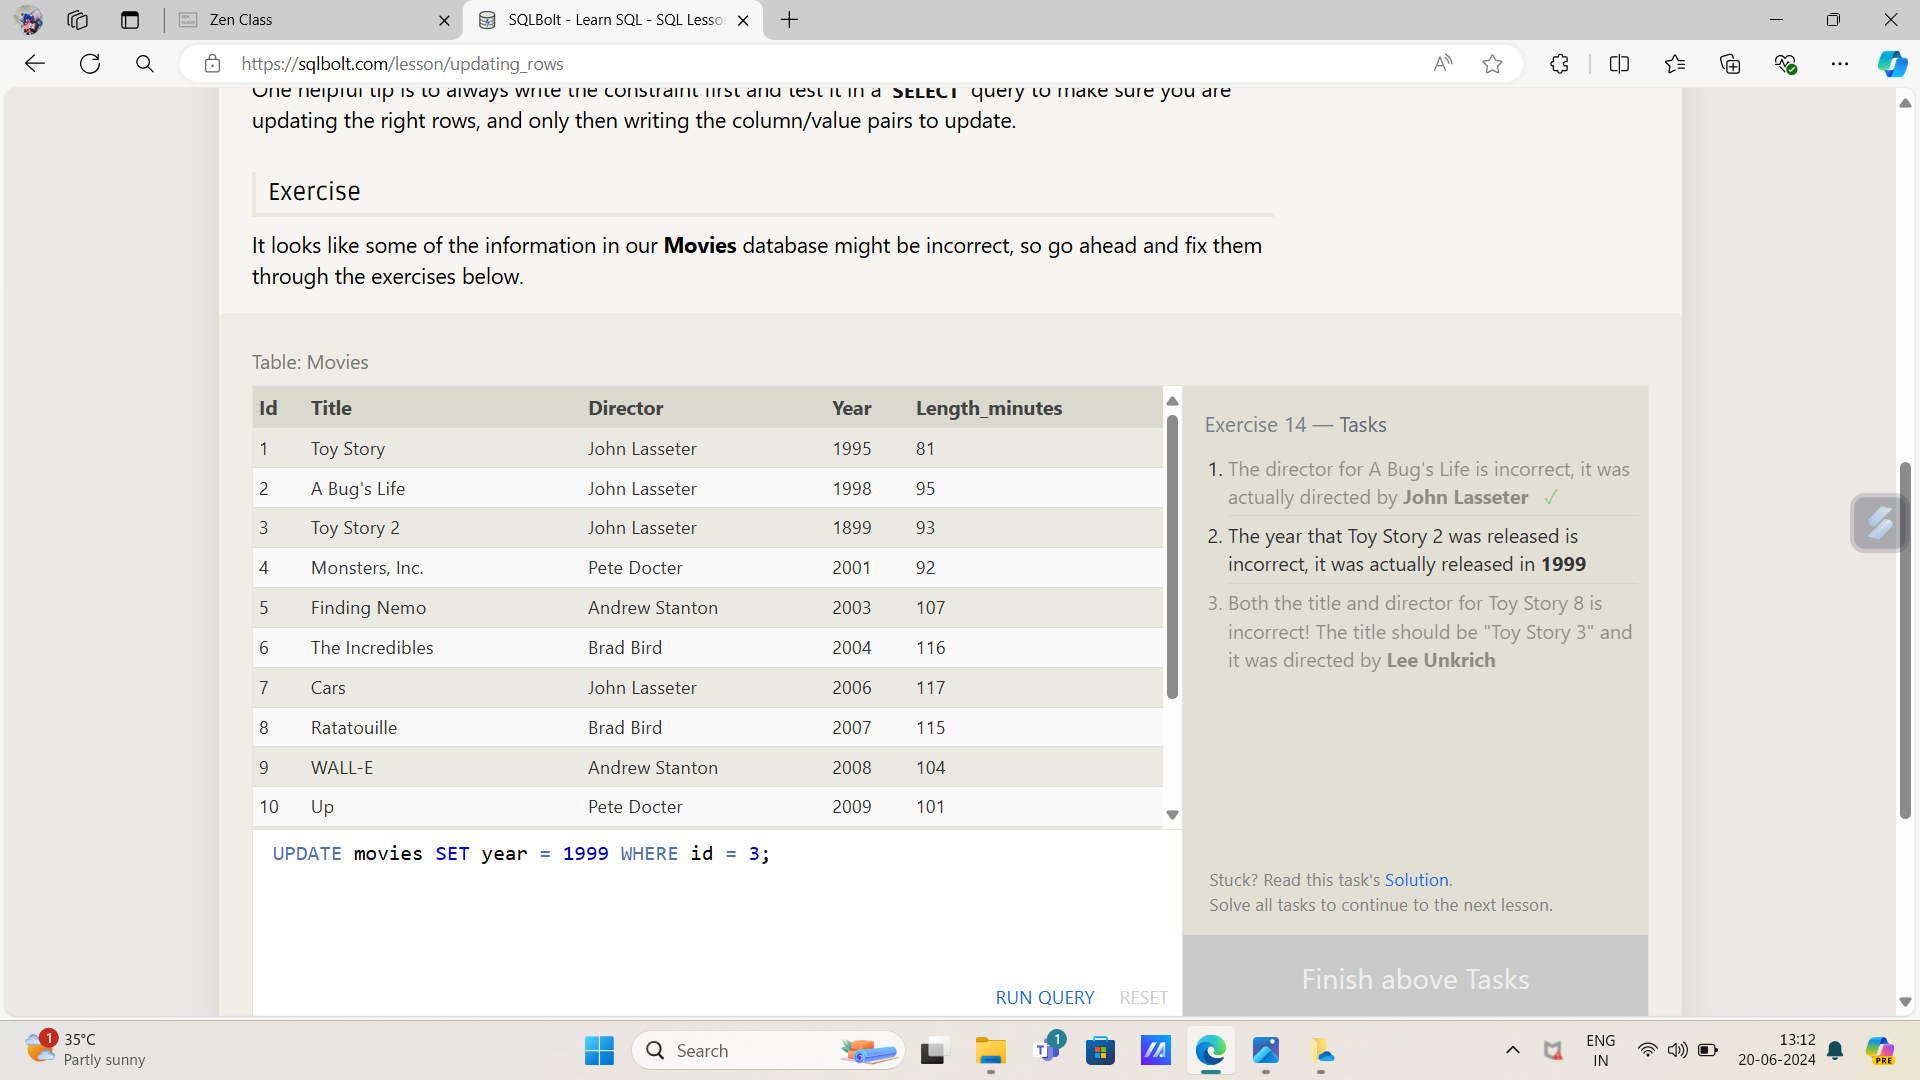 Zen Class
SQLBolt - Learn SQL - SQL Lesso
https://sqlbolt.com/lesson/updating_rows
One helpful tip is to always write the constraint first and test it in a SELECT query to make sure you are
updating the right rows, and only then writing the column/value pairs to update.
Exercise
It looks like some of the information in our Movies database might be incorrect, so go ahead and fix them
through the exercises below.
Table: Movies
Id Title Director Year Length_minutes
1 Toy Story John Lasseter 1995 81
2 A Bug's Life John Lasseter 1998 95
3 Toy Story 2 John Lasseter 1899 93
4 Monsters, Inc. Pete Docter 2001 92
5 Finding Nemo Andrew Stanton 2003 107
6 The Incredibles Brad Bird 2004 116
7 Cars John Lasseter 2006 117
8 Ratatouille Brad Bird 2007 115
9 WALL-E Andrew Stanton 2008 104
10 Up Pete Docter 2009 101
UPDATE movies SET year = 1999 WHERE id = 3;
RUN QUERY RESET
Exercise 14 — Tasks
1. The director for A Bug's Life is incorrect, it was
actually directed by John Lasseter ✓
2. The year that Toy Story 2 was released is
incorrect, it was actually released in 1999
3. Both the title and director for Toy Story 8 is
incorrect! The title should be "Toy Story 3" and
it was directed by Lee Unkrich
Stuck? Read this task's Solution.
Solve all tasks to continue to the next lesson.
Finish above Tasks
1
35°C
Partly sunny
Search
1
ENG
IN
13:12
20-06-2024
PRE